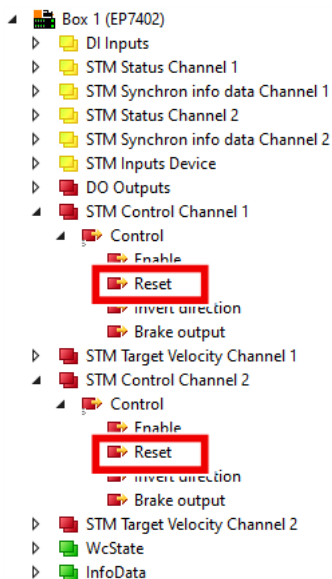 Box 1 (EP7402)
DI Inputs
STM Status Channel 1
STM Synchron info data Channel 1
STM Status Channel 2
STM Synchron info data Channel 2
STM Inputs Device
DO Outputs
STM Control Channel 1
Control
Enable
Reset
Invert direction
Brake output
STM Target Velocity Channel 1
STM Control Channel 2
Control
Enable
Reset
Invert direction
Brake output
STM Target Velocity Channel 2
WcState
InfoData